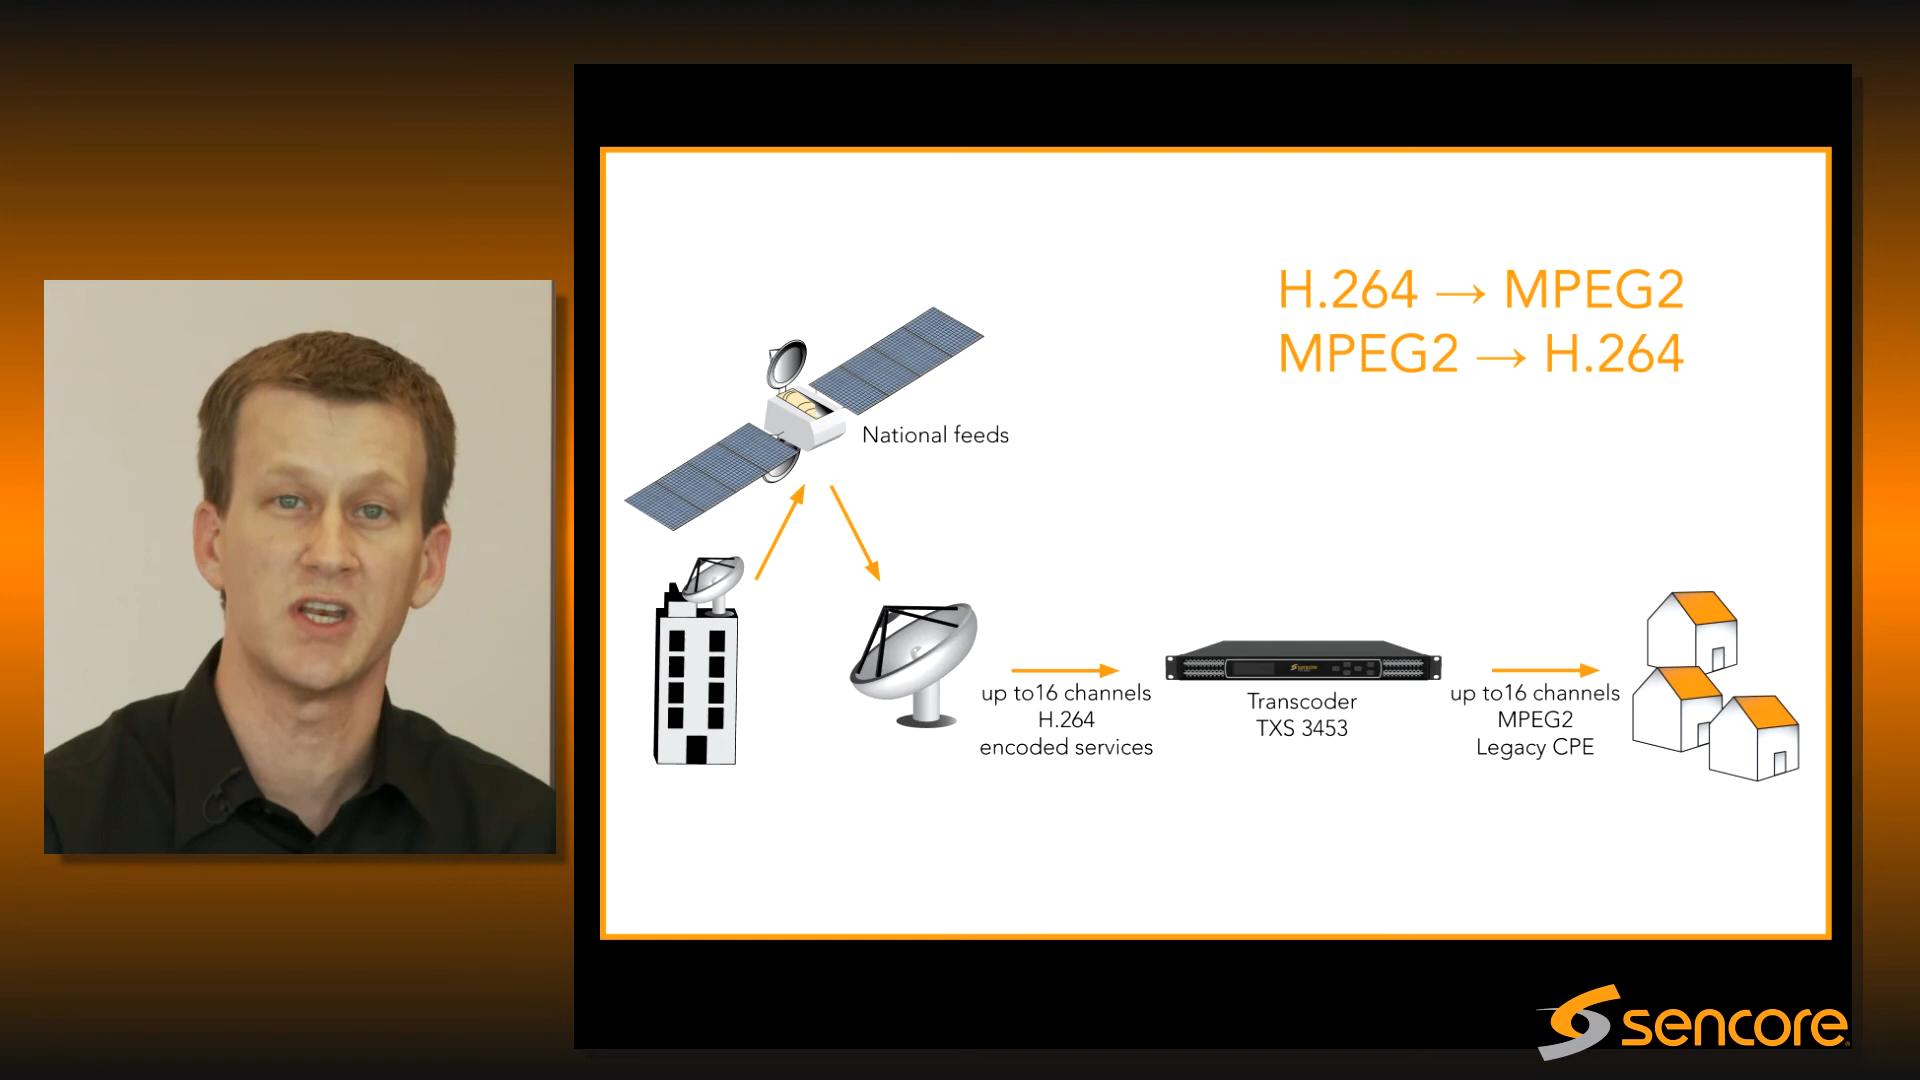 H.264 → MPEG2
MPEG2 → H.264
National feeds
up to16 channels
H.264
encoded services
Transcoder
TXS 3453
up to16 channels
MPEG2
Legacy CPE
sencore